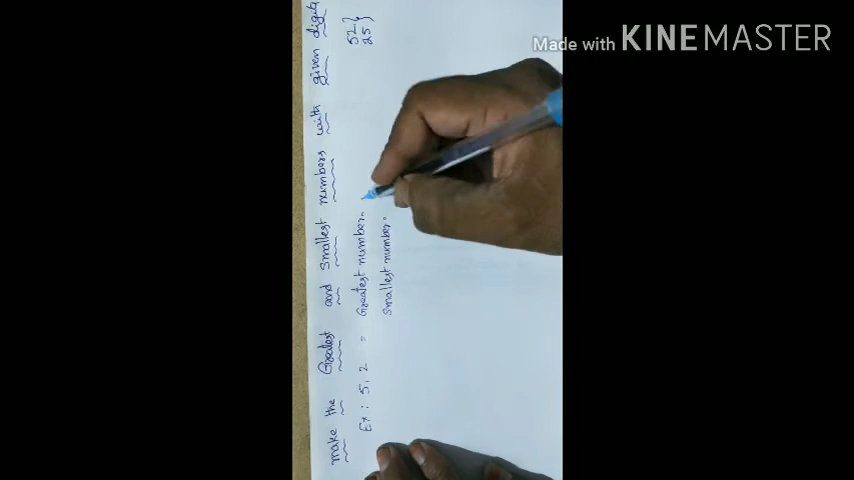 Made with KINEMASTER
make the Greatest and Smallest numbers with given digits
52}
25}
Ex: 5, 2 = Greatest number=
Smallest number=